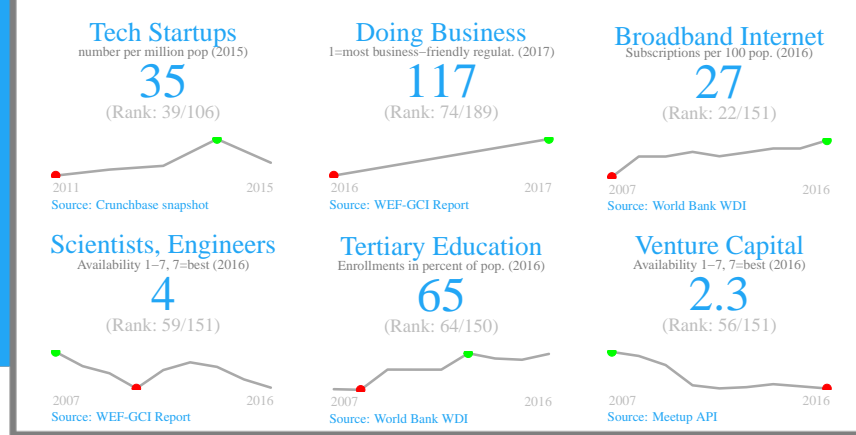 Tech Startups
number per million pop (2015)
35
(Rank: 39/106)
2011 2015
Source: Crunchbase snapshot
Doing Business
1=most business−friendly regulat. (2017)
117
(Rank: 74/189)
2016 2017
Source: WEF-GCI Report
Broadband Internet
Subscriptions per 100 pop. (2016)
27
(Rank: 22/151)
2007 2016
Source: World Bank WDI
Scientists, Engineers
Availability 1−7, 7=best (2016)
4
(Rank: 59/151)
2007 2016
Source: WEF-GCI Report
Tertiary Education
Enrollments in percent of pop. (2016)
65
(Rank: 64/150)
2007 2016
Source: World Bank WDI
Venture Capital
Availability 1−7, 7=best (2016)
2.3
(Rank: 56/151)
2007 2016
Source: Meetup API